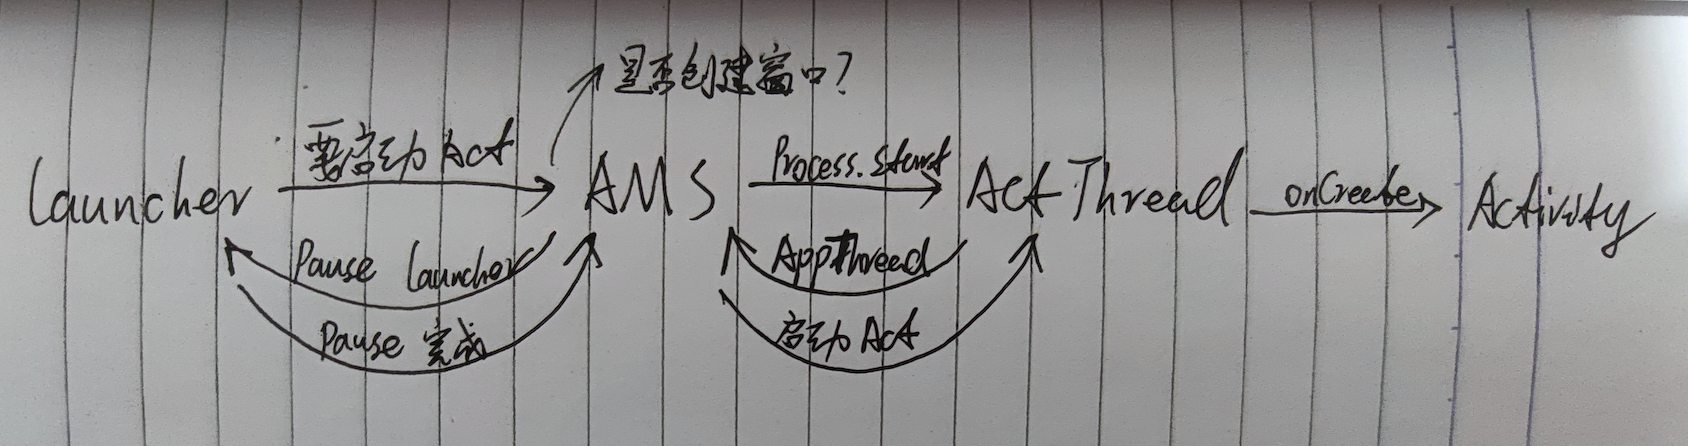 是否创建窗口?
要启动 Act
Process.start
Launcher
AMS
Act Thread
onCreate
Activity
Pause Launcher
AppThread
Pause 完成
启动 Act